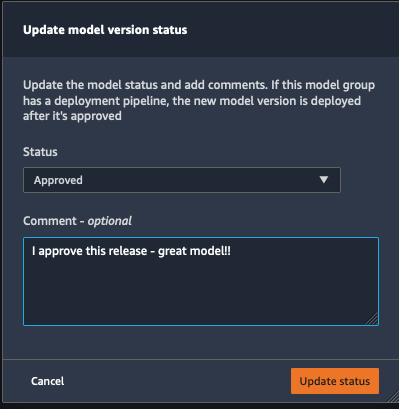 Update model version status
Update the model status and add comments. If this model group
has a deployment pipeline, the new model version is deployed
after it's approved
Status
Approved
Comment - optional
I approve this release - great model!!
Cancel
Update status